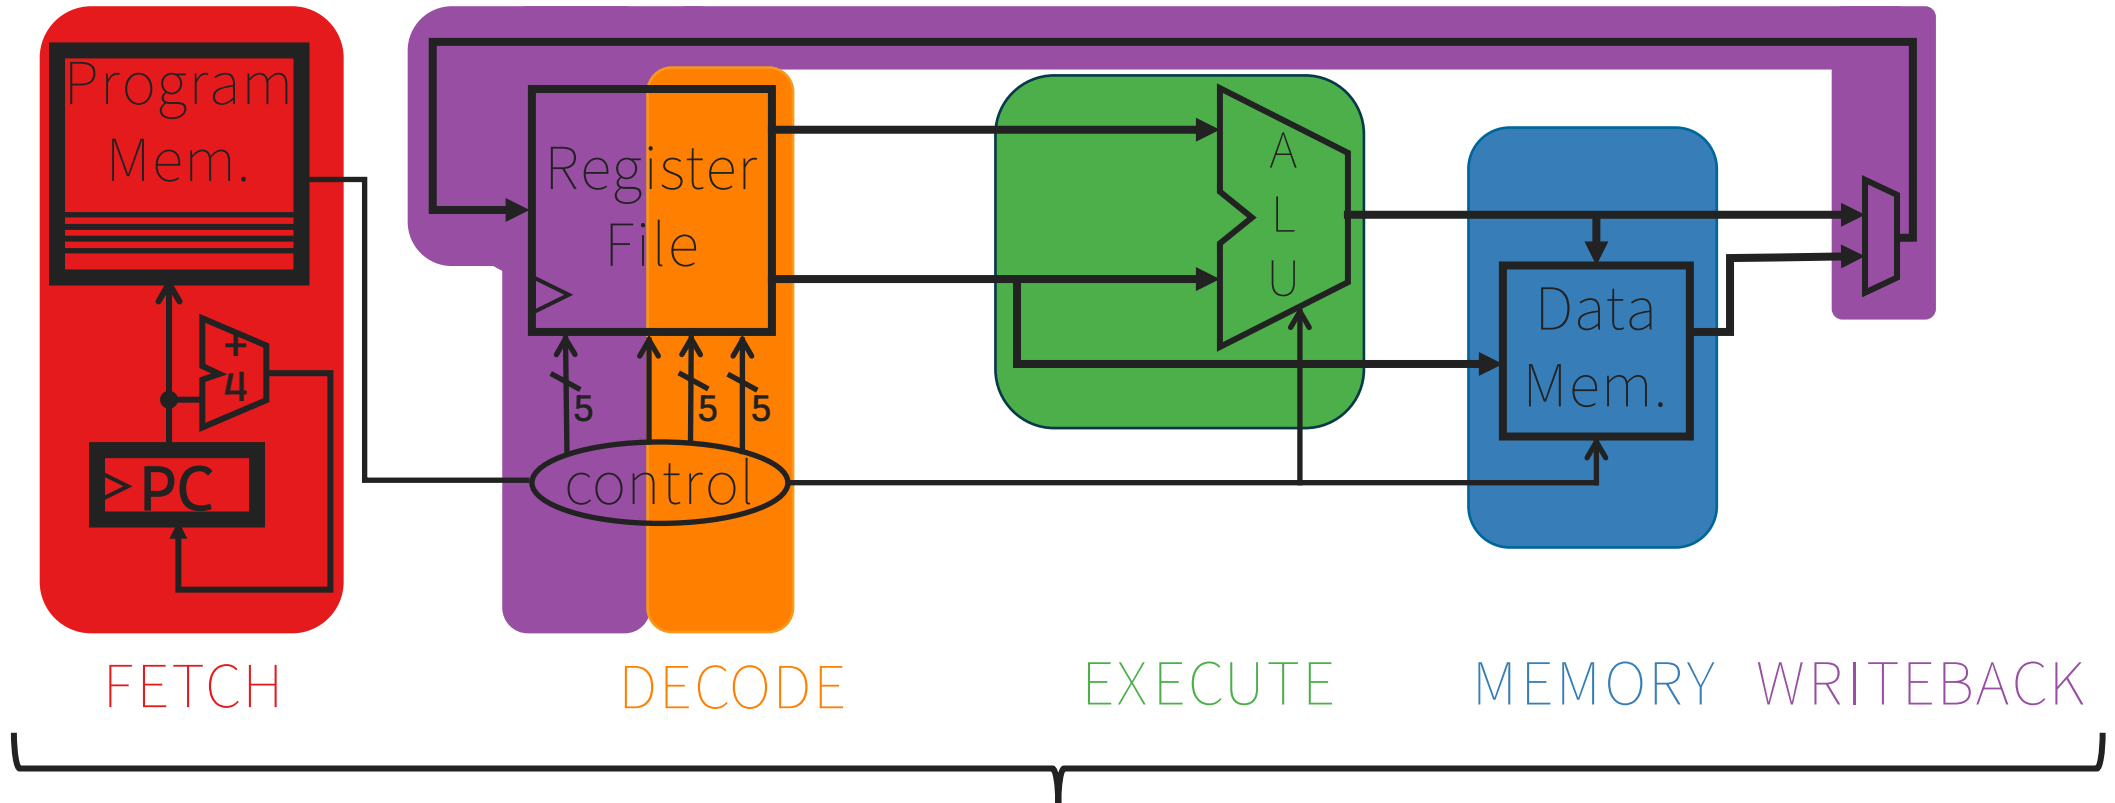 Program
Mem.
+
4
PC
Register
File
5
5
5
control
A
L
U
Data
Mem.
FETCH
DECODE
EXECUTE
MEMORY
WRITEBACK